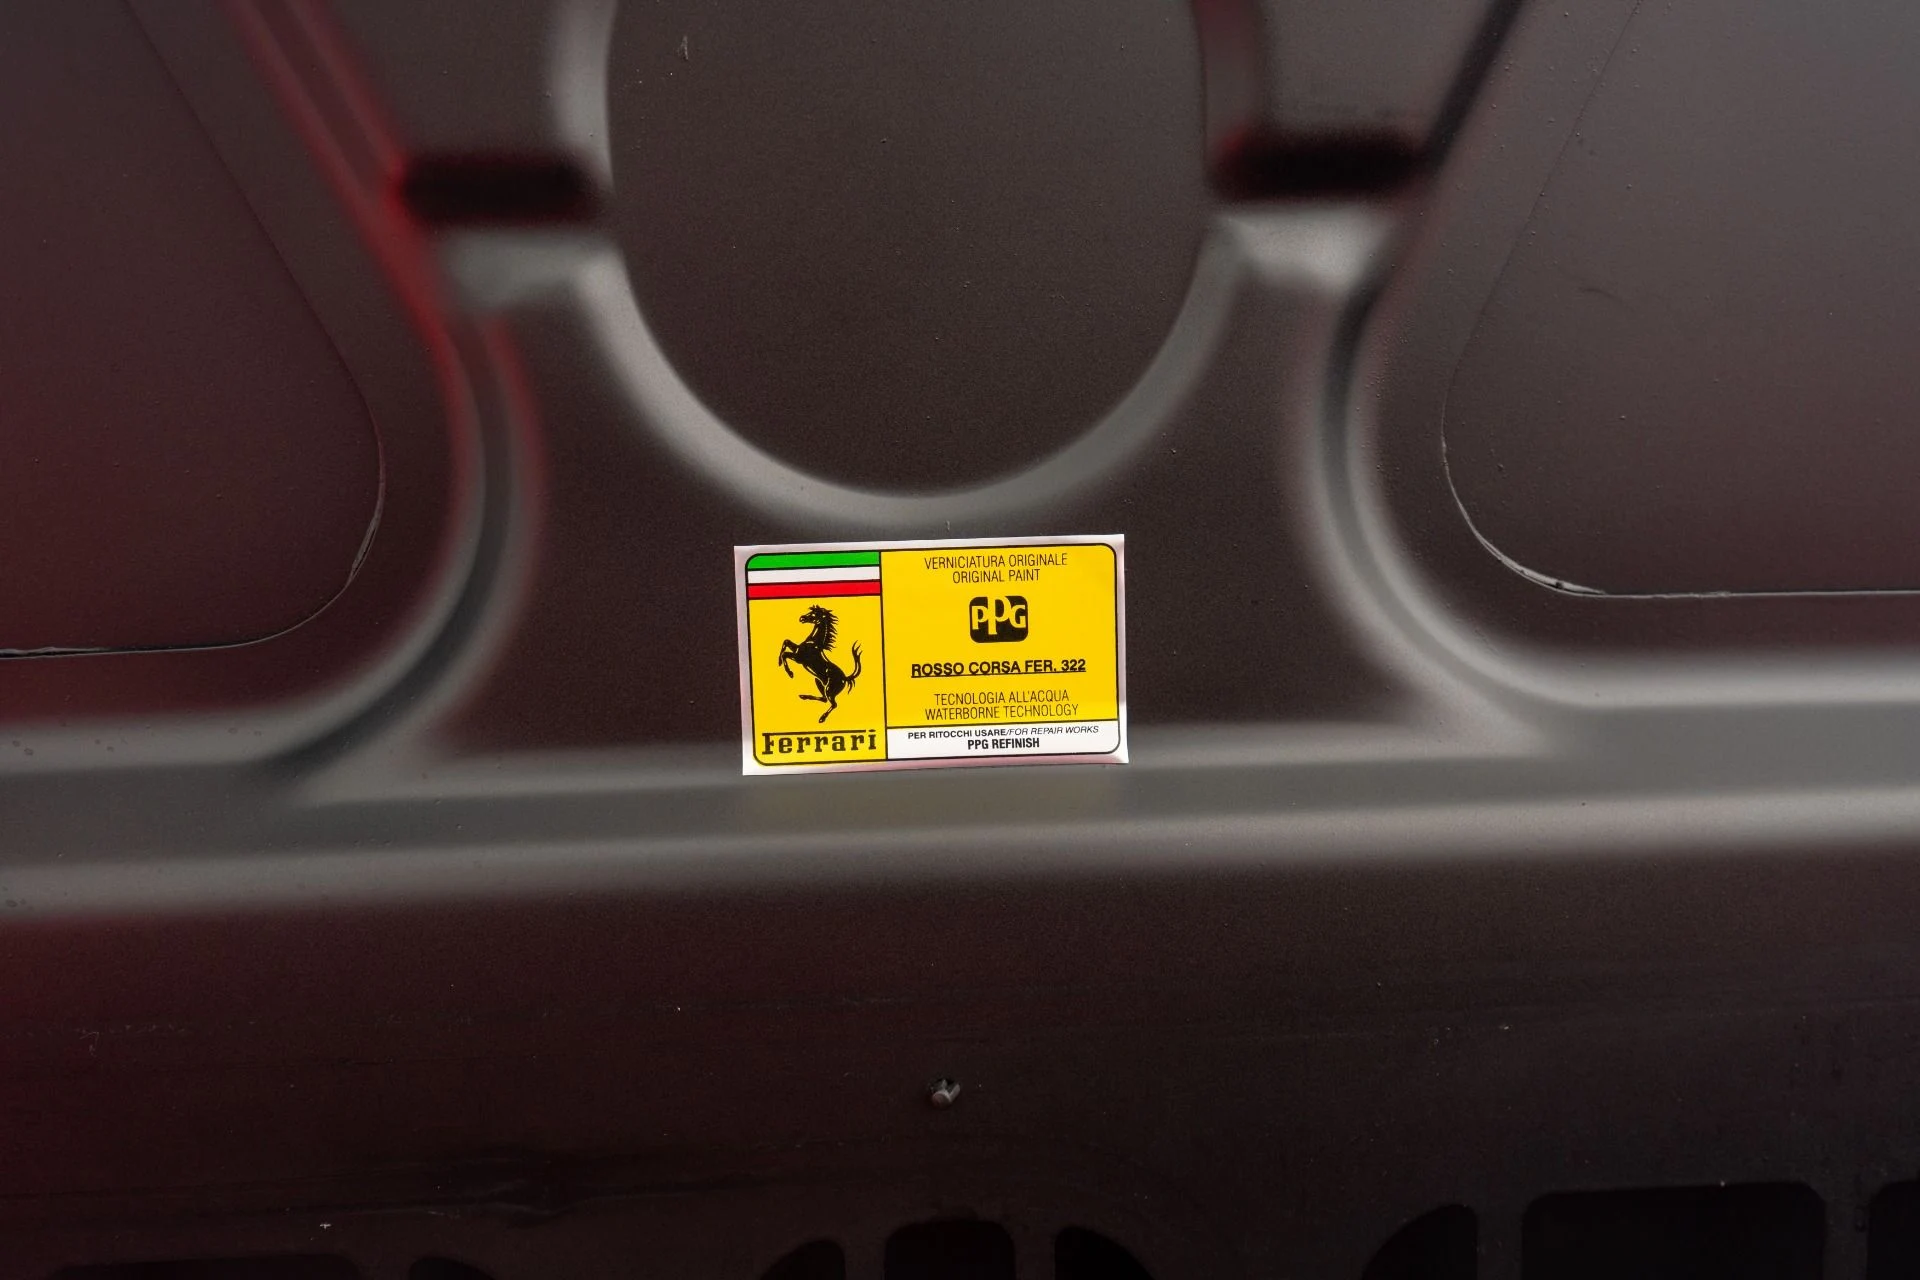 VERNICIATURA ORIGINALE
ORIGINAL PAINT
PPG
ROSSO CORSA FER. 322
TECNOLOGIA ALL'ACQUA
WATERBORNE TECHNOLOGY
PER RITOCCHI USARE/FOR REPAIR WORKS
PPG REFINISH
Ferrari